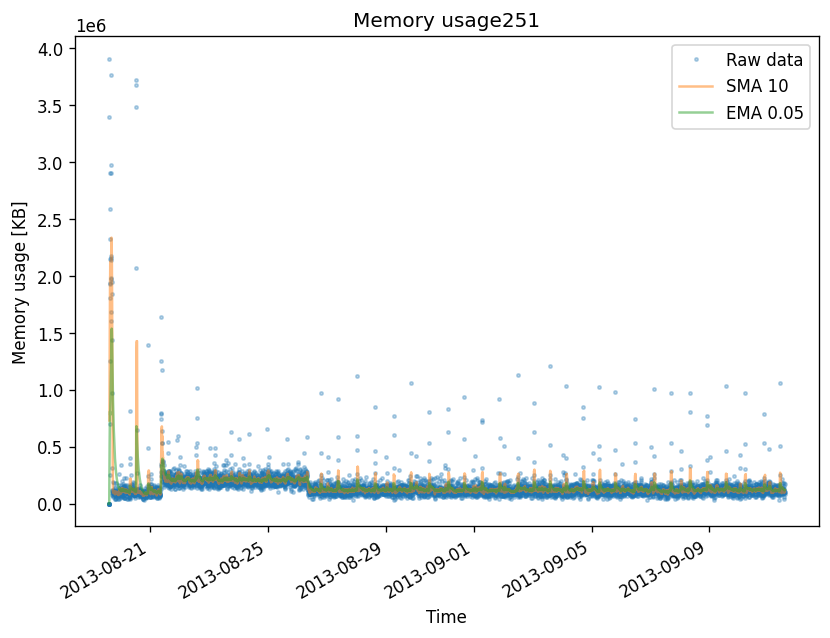 Memory usage251
1e6
Raw data
SMA 10
EMA 0.05
4.0
3.5
3.0
2.5
2.0
1.5
1.0
0.5
0.0
Memory usage [KB]
2013-08-21
2013-08-25
2013-08-29
2013-09-01
2013-09-05
2013-09-09
Time